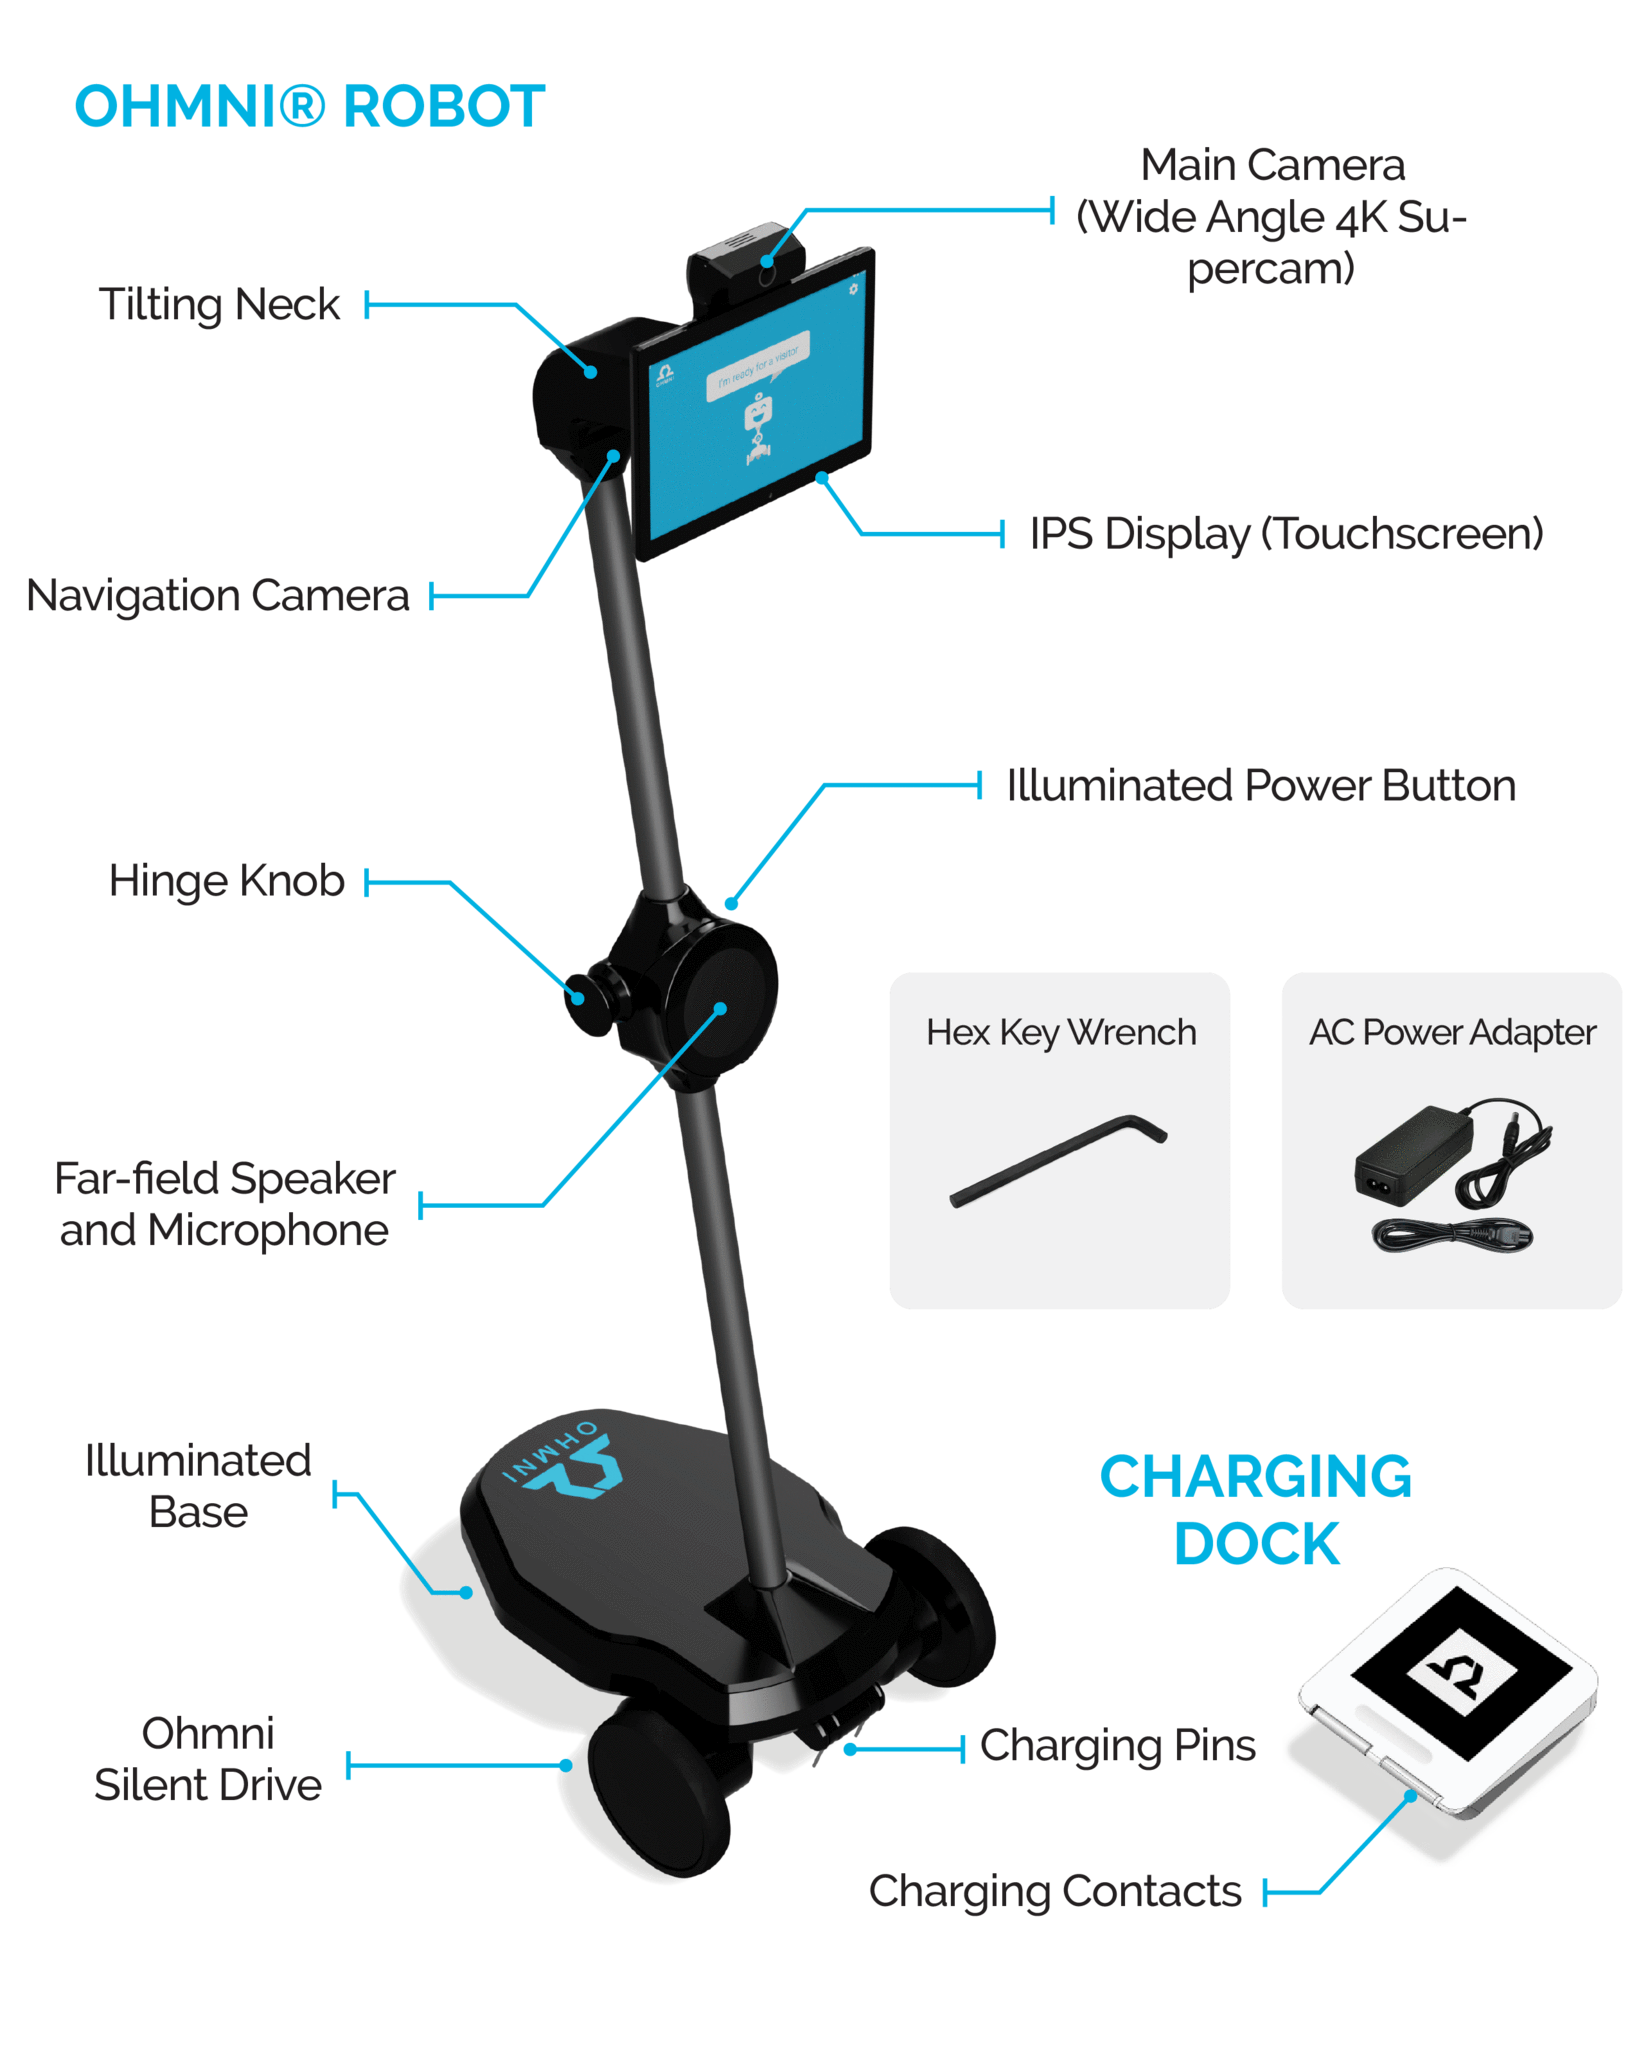 OHMNI® ROBOT
Main Camera
(Wide Angle 4K Su-
percam)
Tilting Neck
OHMNI
I'm ready for a visitor
IPS Display (Touchscreen)
Navigation Camera
Illuminated Power Button
Hinge Knob
Hex Key Wrench
AC Power Adapter
Far-field Speaker
and Microphone
OHMNI
Illuminated
Base
CHARGING
DOCK
Ohmni
Silent Drive
Charging Pins
Charging Contacts